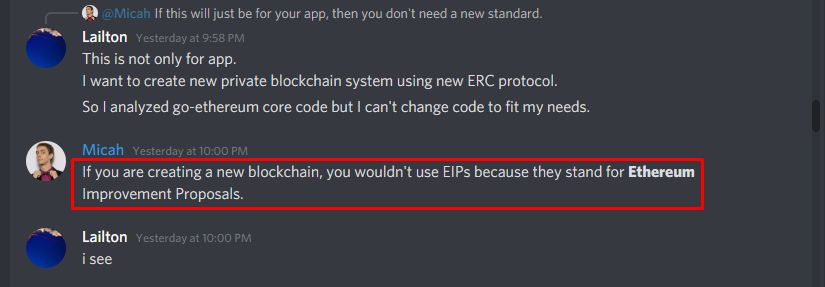 @Micah If this will just be for your app, then you don't need a new standard.
Lailton Yesterday at 9:58 PM
This is not only for app.
I want to create new private blockchain system using new ERC protocol.
So I analyzed go-ethereum core code but I can't change code to fit my needs.
Micah Yesterday at 10:00 PM
If you are creating a new blockchain, you wouldn't use EIPs because they stand for Ethereum
Improvement Proposals.
Lailton Yesterday at 10:00 PM
i see